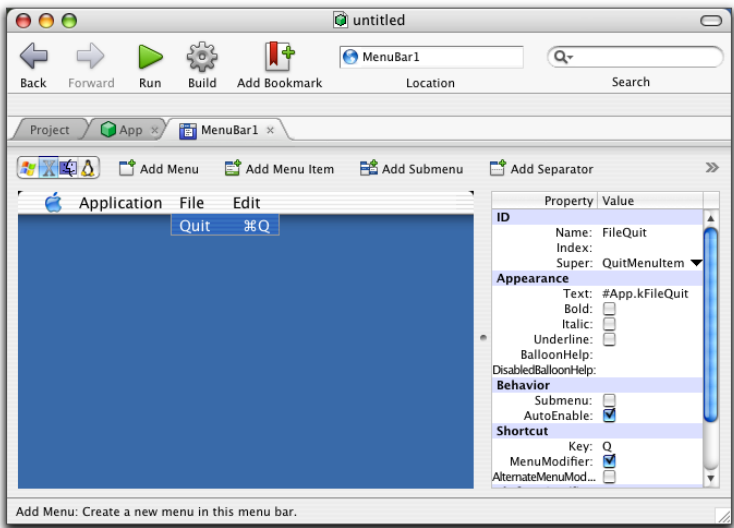 untitled
MenuBar1
Back Forward Run Build Add Bookmark Location Search
Project App MenuBar1
Add Menu Add Menu Item Add Submenu Add Separator
Application File Edit
Quit ⌘Q
Property Value
ID
Name: FileQuit
Index:
Super: QuitMenuItem
Appearance
Text: #App.kFileQuit
Bold:
Italic:
Underline:
BalloonHelp:
DisabledBalloonHelp:
Behavior
Submenu:
AutoEnable:
Shortcut
Key: Q
MenuModifier:
AlternateMenuMod...
Add Menu: Create a new menu in this menu bar.